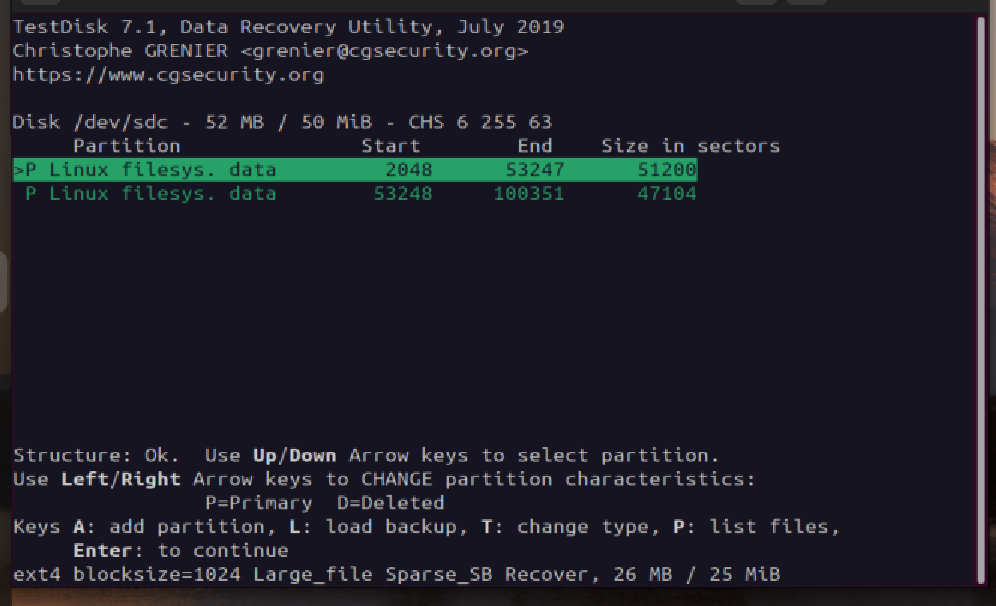 TestDisk 7.1, Data Recovery Utility, July 2019
Christophe GRENIER <grenier@cgsecurity.org>
https://www.cgsecurity.org
Disk /dev/sdc - 52 MB / 50 MiB - CHS 6 255 63
Partition Start End Size in sectors
>P Linux filesys. data 2048 53247 51200
P Linux filesys. data 53248 100351 47104
Structure: Ok. Use Up/Down Arrow keys to select partition.
Use Left/Right Arrow keys to CHANGE partition characteristics:
P=Primary D=Deleted
Keys A: add partition, L: load backup, T: change type, P: list files,
Enter: to continue
ext4 blocksize=1024 Large_file Sparse_SB Recover, 26 MB / 25 MiB